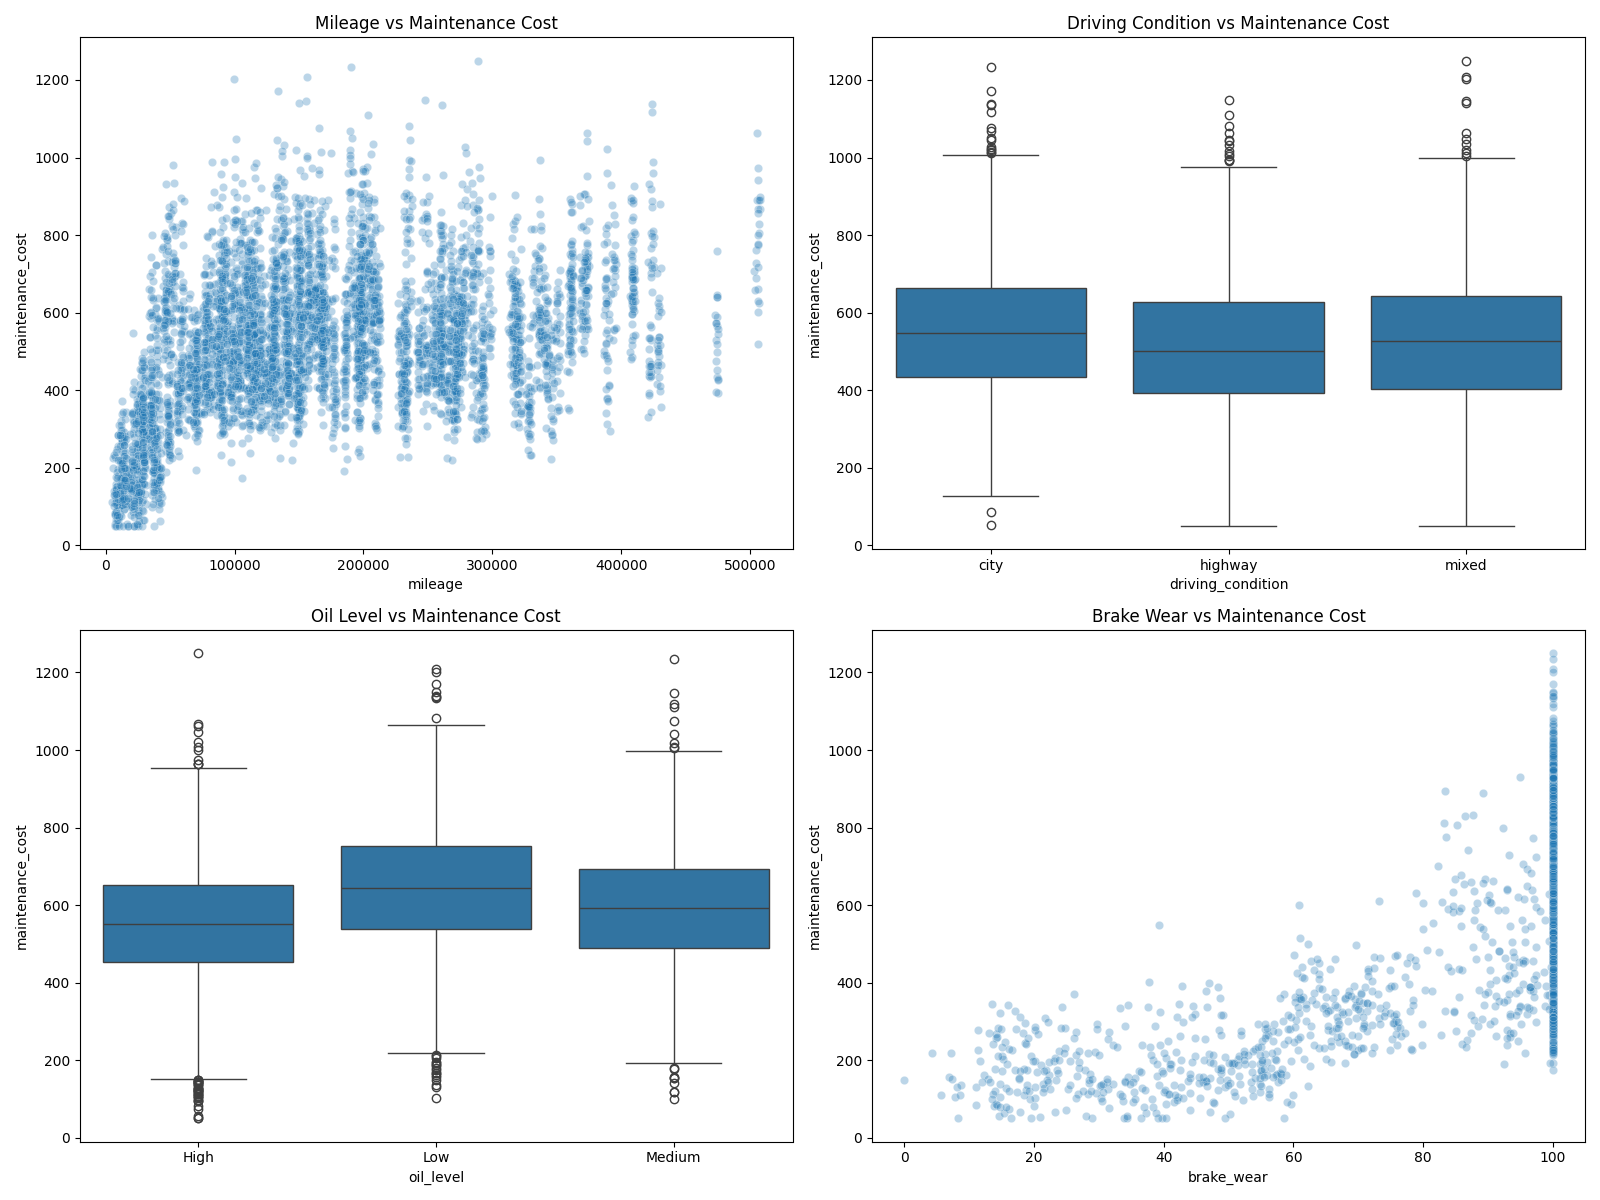 Mileage vs Maintenance Cost
1200
1000
800
600
400
200
0
maintenance_cost
0 100000 200000 300000 400000 500000
mileage
Driving Condition vs Maintenance Cost
1200
1000
800
600
400
200
0
maintenance_cost
city highway mixed
driving_condition
Oil Level vs Maintenance Cost
1200
1000
800
600
400
200
0
maintenance_cost
High Low Medium
oil_level
Brake Wear vs Maintenance Cost
1200
1000
800
600
400
200
0
maintenance_cost
0 20 40 60 80 100
brake_wear